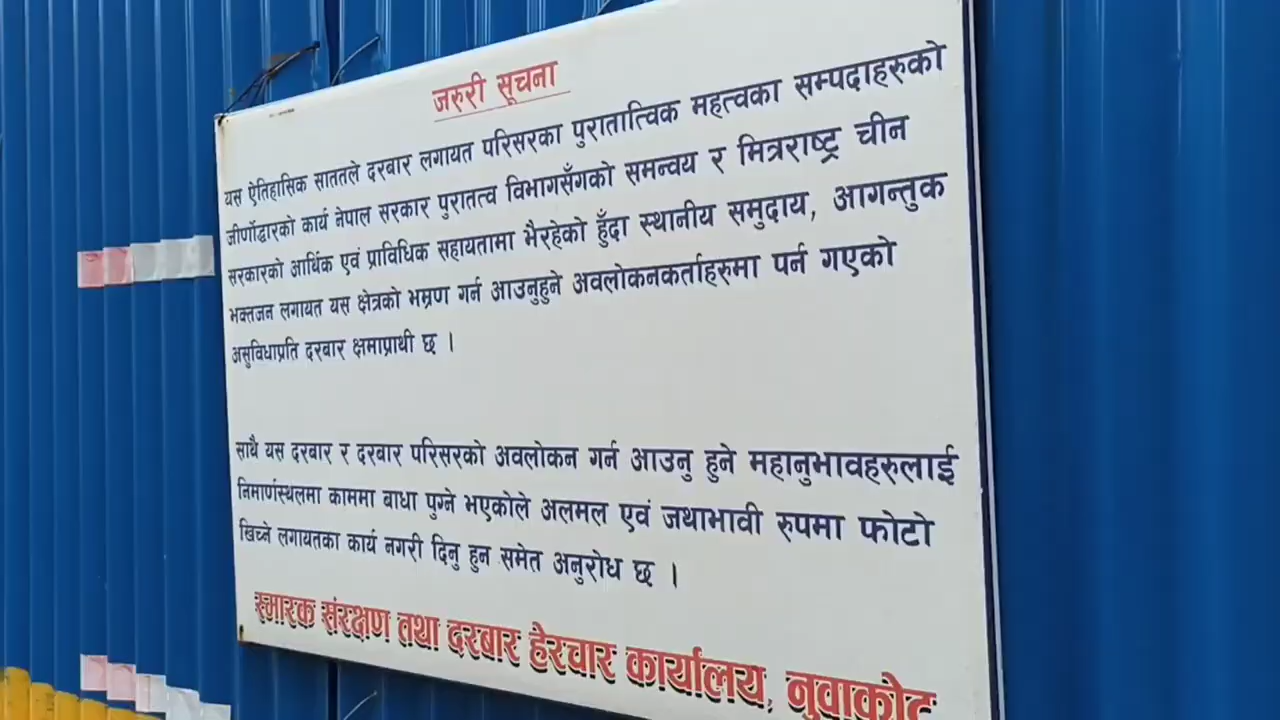 जरुरी सूचना
यस ऐतिहासिक साततले दरबार लगायत परिसरका पुरातात्विक महत्वका सम्पदाहरुको
जीर्णोद्धारको कार्य नेपाल सरकार पुरातत्व विभागसँगको समन्वय र मित्रराष्ट्र चीन
सरकारको आर्थिक एवं प्राविधिक सहायतामा भैरहेको हुँदा स्थानीय समुदाय, आगन्तुक
भक्तजन लगायत यस क्षेत्रको भम्रण गर्न आउनुहुने अवलोकनकर्ताहरुमा पर्न गएको
असुविधाप्रति दरबार क्षमाप्राथी छ ।
साथै यस दरबार र दरबार परिसरको अवलोकन गर्न आउनु हुने महानुभावहरुलाई
निमार्णस्थलमा काममा बाधा पुग्ने भएकोले अलमल एवं जथाभावी रुपमा फोटो
खिच्ने लगायतका कार्य नगरी दिनु हुन समेत अनुरोध छ ।
स्मारक संरक्षण तथा दरबार हेरचार कार्यालय, नुवाकोट